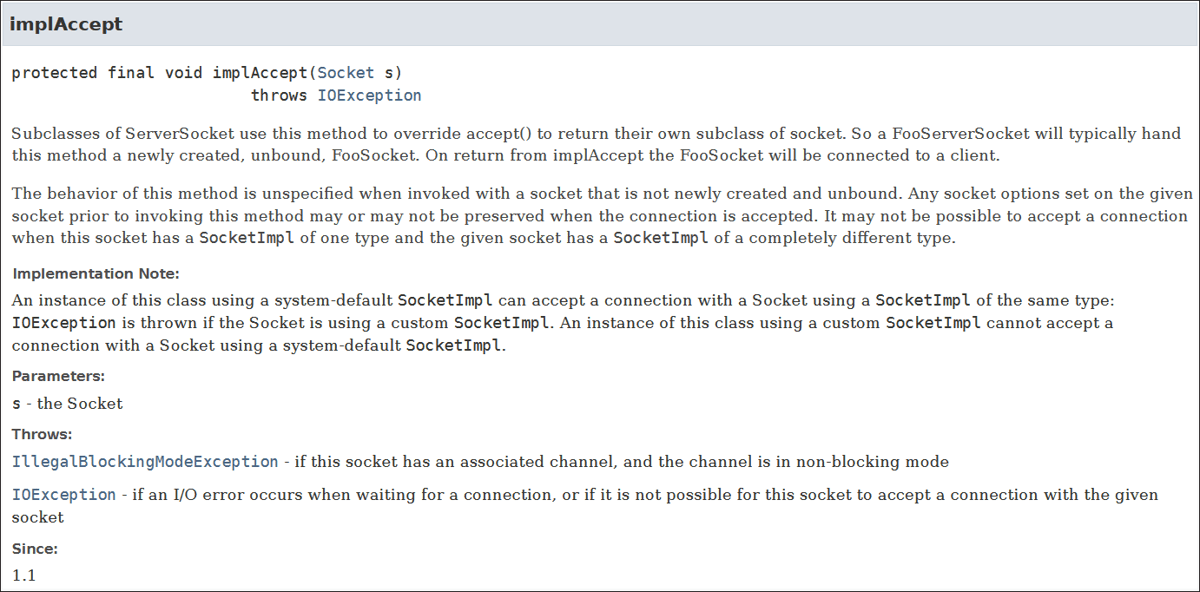 implAccept
protected final void implAccept(Socket s)
throws IOException
Subclasses of ServerSocket use this method to override accept() to return their own subclass of socket. So a FooServerSocket will typically hand
this method a newly created, unbound, FooSocket. On return from implAccept the FooSocket will be connected to a client.
The behavior of this method is unspecified when invoked with a socket that is not newly created and unbound. Any socket options set on the given
socket prior to invoking this method may or may not be preserved when the connection is accepted. It may not be possible to accept a connection
when this socket has a SocketImpl of one type and the given socket has a SocketImpl of a completely different type.
Implementation Note:
An instance of this class using a system-default SocketImpl can accept a connection with a Socket using a SocketImpl of the same type:
IOException is thrown if the Socket is using a custom SocketImpl. An instance of this class using a custom SocketImpl cannot accept a
connection with a Socket using a system-default SocketImpl.
Parameters:
s - the Socket
Throws:
IllegalBlockingModeException - if this socket has an associated channel, and the channel is in non-blocking mode
IOException - if an I/O error occurs when waiting for a connection, or if it is not possible for this socket to accept a connection with the given
socket
Since:
1.1